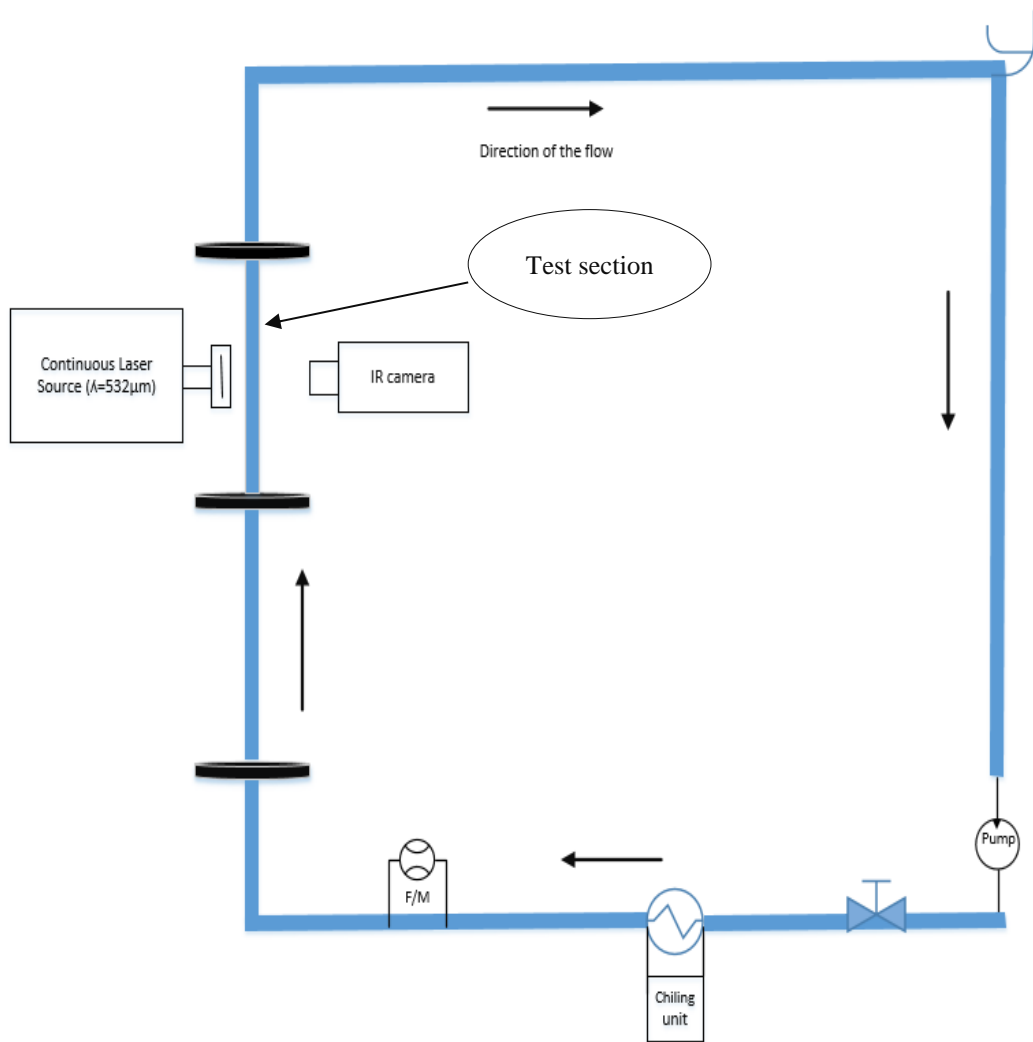 Direction of the flow
Test section
Continuous Laser
Source (λ=532μm)
IR camera
Pump
F/M
Chiling
unit